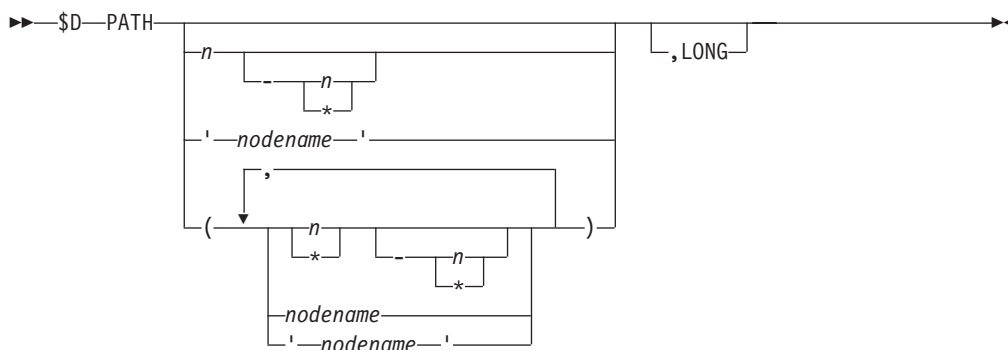 $D PATH
,LONG
n
- n
*
' nodename '
,
( n - n )
* *
nodename
' nodename '